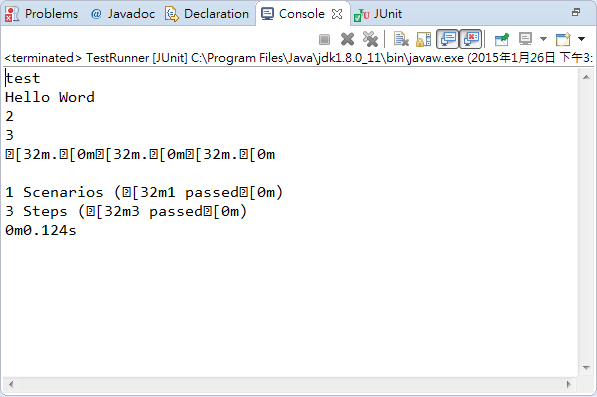 Problems @ Javadoc Declaration Console JUnit
<terminated> TestRunner [JUnit] C:\Program Files\Java\jdk1.8.0_11\bin\javaw.exe (2015年1月26日 下午3:
test
Hello Word
2
3
[32m.[0m[32m.[0m[32m.[0m
1 Scenarios ([32m1 passed[0m)
3 Steps ([32m3 passed[0m)
0m0.124s